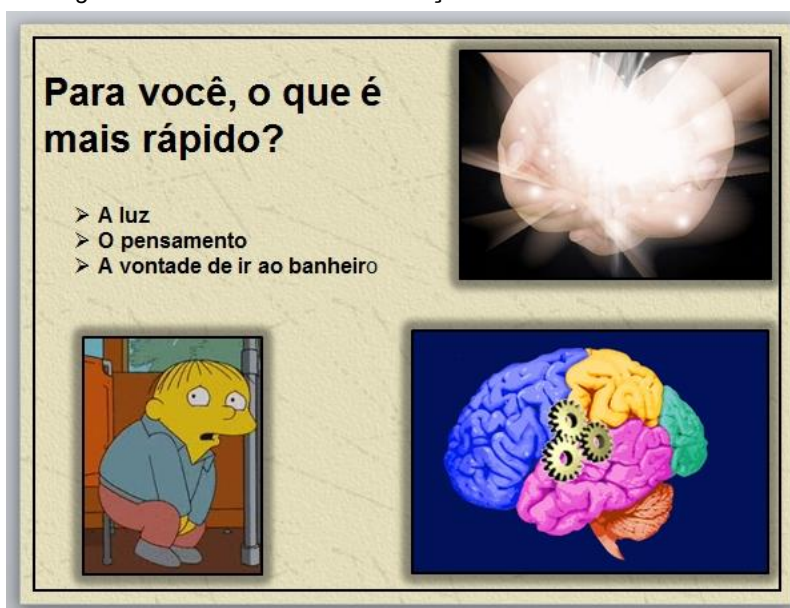 Para você, o que é
mais rápido?
➢ A luz
➢ O pensamento
➢ A vontade de ir ao banheiro